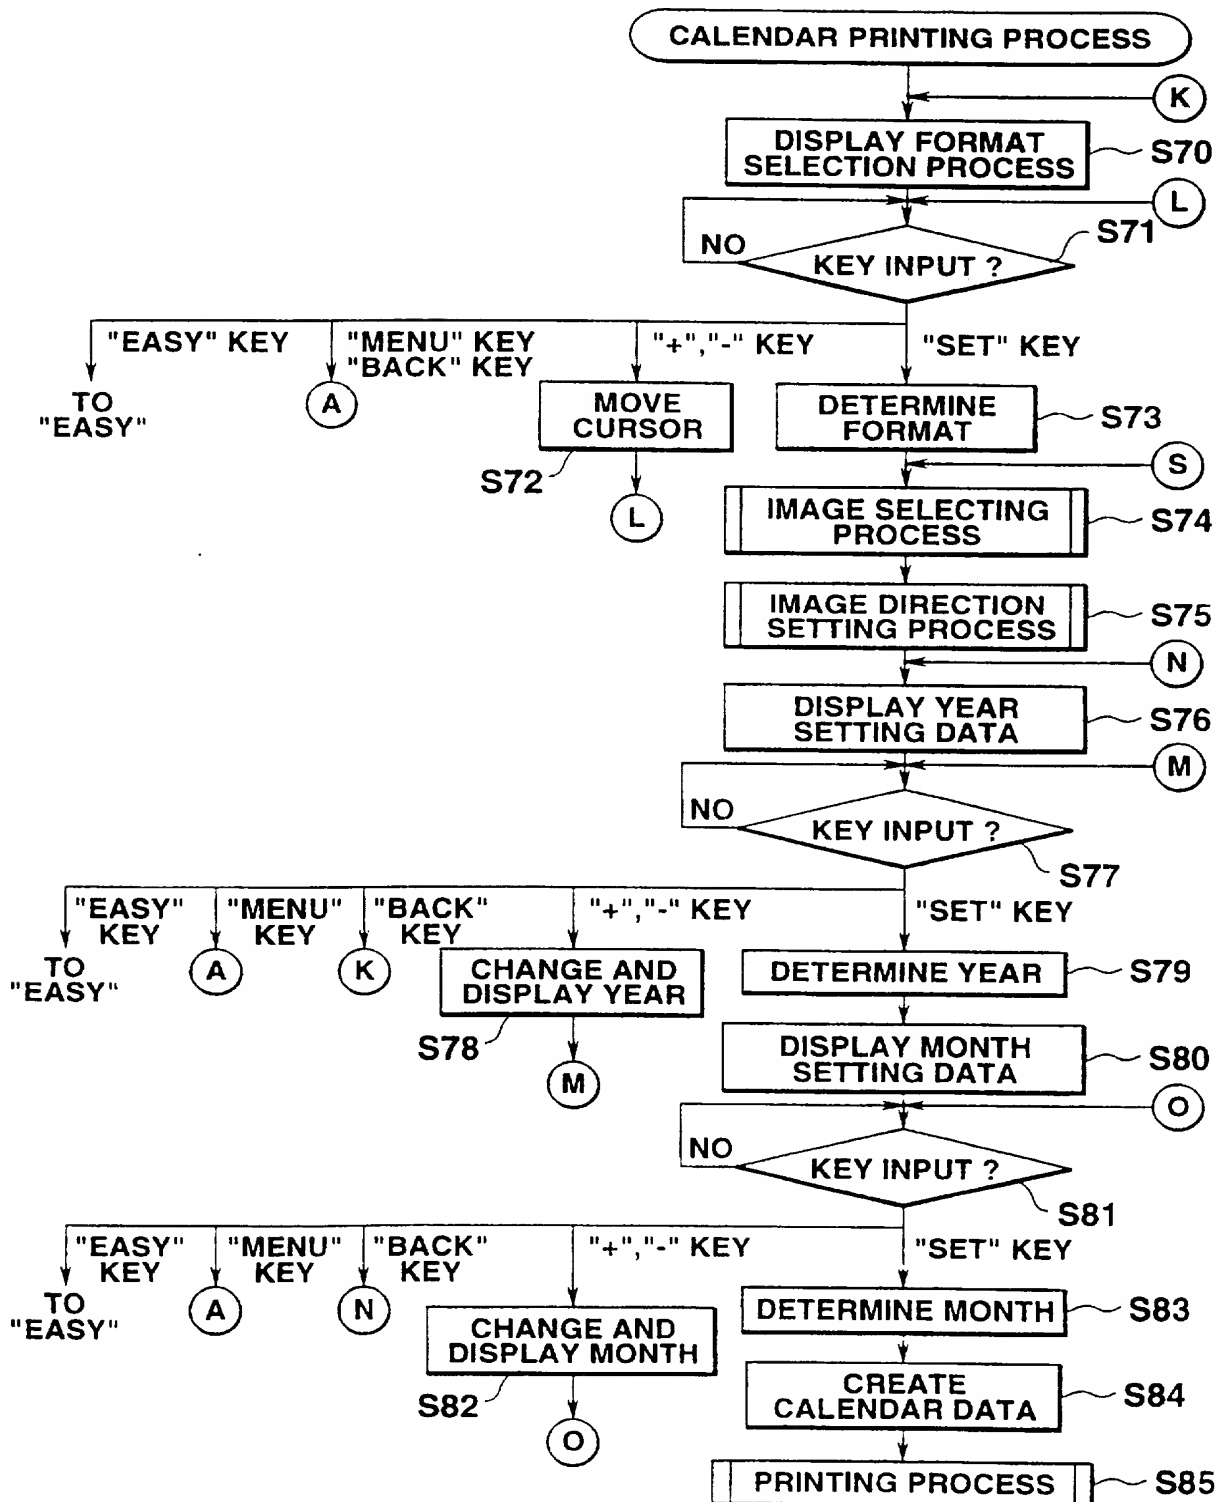 CALENDAR PRINTING PROCESS
K
DISPLAY FORMAT
SELECTION PROCESS
S70
L
S71
NO
KEY INPUT ?
"EASY" KEY
"MENU" KEY
"BACK" KEY
"+","-" KEY
"SET" KEY
TO
"EASY"
A
MOVE
CURSOR
S72
L
DETERMINE
FORMAT
S73
S
IMAGE SELECTING
PROCESS
S74
IMAGE DIRECTION
SETTING PROCESS
S75
N
DISPLAY YEAR
SETTING DATA
S76
M
NO
KEY INPUT ?
S77
"EASY"
KEY
"MENU"
KEY
"BACK"
KEY
"+","-" KEY
"SET" KEY
TO
"EASY"
A
K
CHANGE AND
DISPLAY YEAR
S78
M
DETERMINE YEAR
S79
DISPLAY MONTH
SETTING DATA
S80
O
NO
KEY INPUT ?
S81
"EASY"
KEY
"MENU"
KEY
"BACK"
KEY
"+","-" KEY
"SET" KEY
TO
"EASY"
A
N
CHANGE AND
DISPLAY MONTH
S82
O
DETERMINE MONTH
S83
CREATE
CALENDAR DATA
S84
PRINTING PROCESS
S85